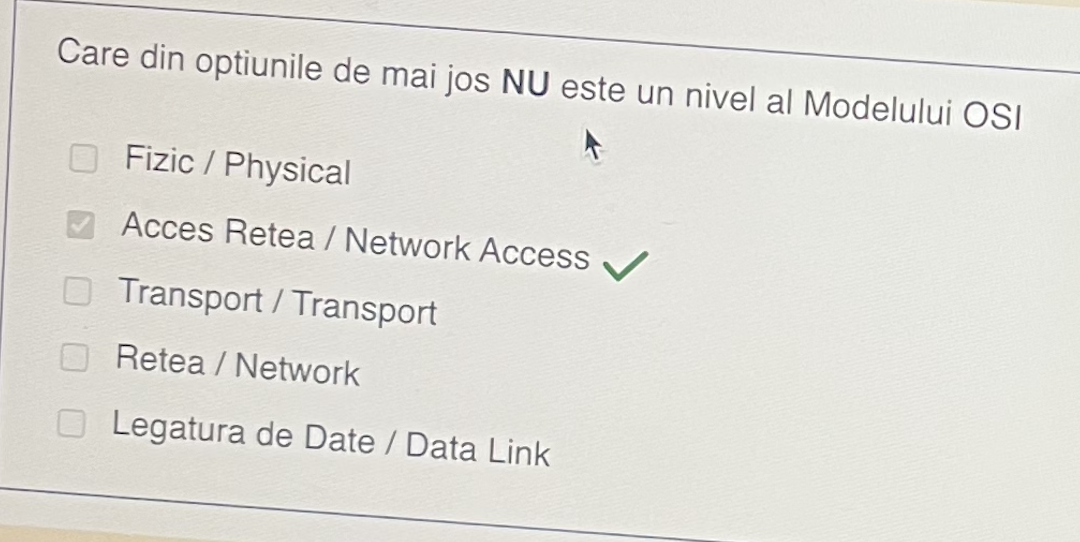 Care din optiunile de mai jos NU este un nivel al Modelului OSI
Fizic / Physical
Acces Retea / Network Access
Transport / Transport
Retea / Network
Legatura de Date / Data Link